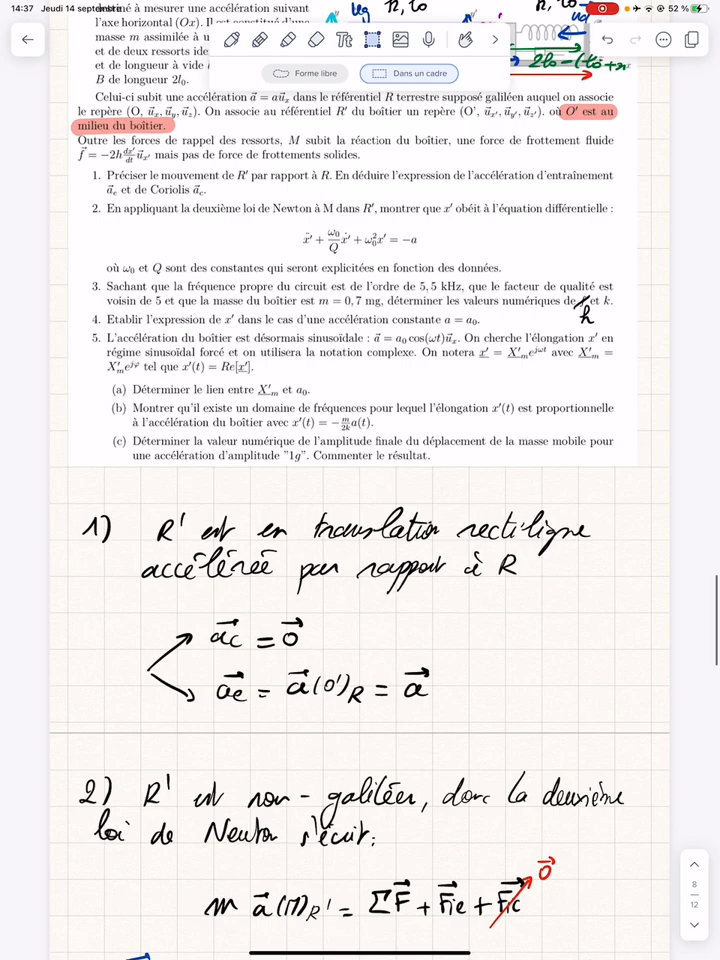 14:37 Jeudi 14 septembre
52 %
destiné à mesurer une accélération suivant
l'axe horizontal (Ox). Il est constitué d'une
masse m assimilée à u
et de deux ressorts ide
et de longueur à vide l
B de longueur 2l₀.
Forme libre
Dans un cadre
Celui-ci subit une accélération a⃗ = au⃗ₓ dans le référentiel R terrestre supposé galiléen auquel on associe
le repère (O, u⃗ₓ, u⃗ᵧ, u⃗_z). On associe au référentiel R' du boîtier un repère (O', u⃗ₓ', u⃗ᵧ', u⃗_z'). où O' est au
milieu du boîtier.
Outre les forces de rappel des ressorts, M subit la réaction du boîtier, une force de frottement fluide
f⃗ = −2h dx'/dt u⃗ₓ' mais pas de force de frottements solides.
1. Préciser le mouvement de R' par rapport à R. En déduire l'expression de l'accélération d'entraînement
a⃗ₑ et de Coriolis a⃗_c.
2. En appliquant la deuxième loi de Newton à M dans R', montrer que x' obéit à l'équation différentielle :
ẍ' + ω₀/Q ẋ' + ω₀²x' = −a
où ω₀ et Q sont des constantes qui seront explicitées en fonction des données.
3. Sachant que la fréquence propre du circuit est de l'ordre de 5, 5 kHz, que le facteur de qualité est
voisin de 5 et que la masse du boîtier est m = 0, 7 mg, déterminer les valeurs numériques de f et k.
h
4. Etablir l'expression de x' dans le cas d'une accélération constante a = a₀.
5. L'accélération du boîtier est désormais sinusoïdale : a⃗ = a₀ cos(ωt)u⃗ₓ. On cherche l'élongation x' en
régime sinusoïdal forcé et on utilisera la notation complexe. On notera x' = X'ₘe^{jωt} avec X'ₘ =
X'ₘe^{jφ} tel que x'(t) = Re[x'].
(a) Déterminer le lien entre X'ₘ et a₀.
(b) Montrer qu'il existe un domaine de fréquences pour lequel l'élongation x'(t) est proportionnelle
à l'accélération du boîtier avec x'(t) = −m/2k a(t).
(c) Déterminer la valeur numérique de l'amplitude finale du déplacement de la masse mobile pour
une accélération d'amplitude "1g". Commenter le résultat.
1) R' est en translation rectiligne
accélérée par rapport à R
a⃗c = 0⃗
a⃗e = a⃗(O')R = a⃗
2) R' est non-galiléen, donc la deuxième
loi de Newton s'écrit:
0⃗
m a⃗(M)R' = ΣF⃗ + F⃗ie + F⃗ic
8
12